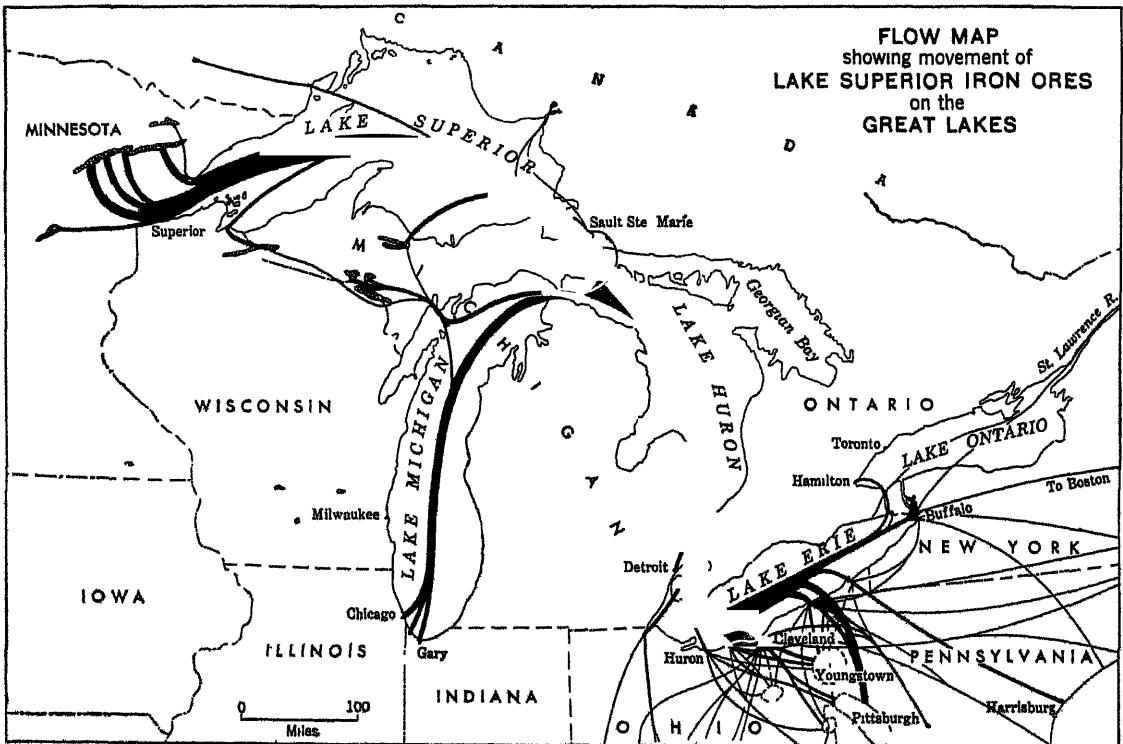 FLOW MAP
showing movement of
LAKE SUPERIOR IRON ORES
on the
GREAT LAKES
CANADA
MINNESOTA
LAKE SUPERIOR
Superior
Sault Ste Marie
MICHIGAN
Georgian Bay
LAKE HURON
St. Lawrence R.
WISCONSIN
LAKE MICHIGAN
ONTARIO
Toronto
LAKE ONTARIO
Hamilton
To Boston
Milwaukee
Buffalo
LAKE ERIE
NEW YORK
Detroit
IOWA
Chicago
ILLINOIS
Gary
Huron
Cleveland
PENNSYLVANIA
Youngstown
INDIANA
Harrisburg
Pittsburgh
OHIO
0 100
Miles